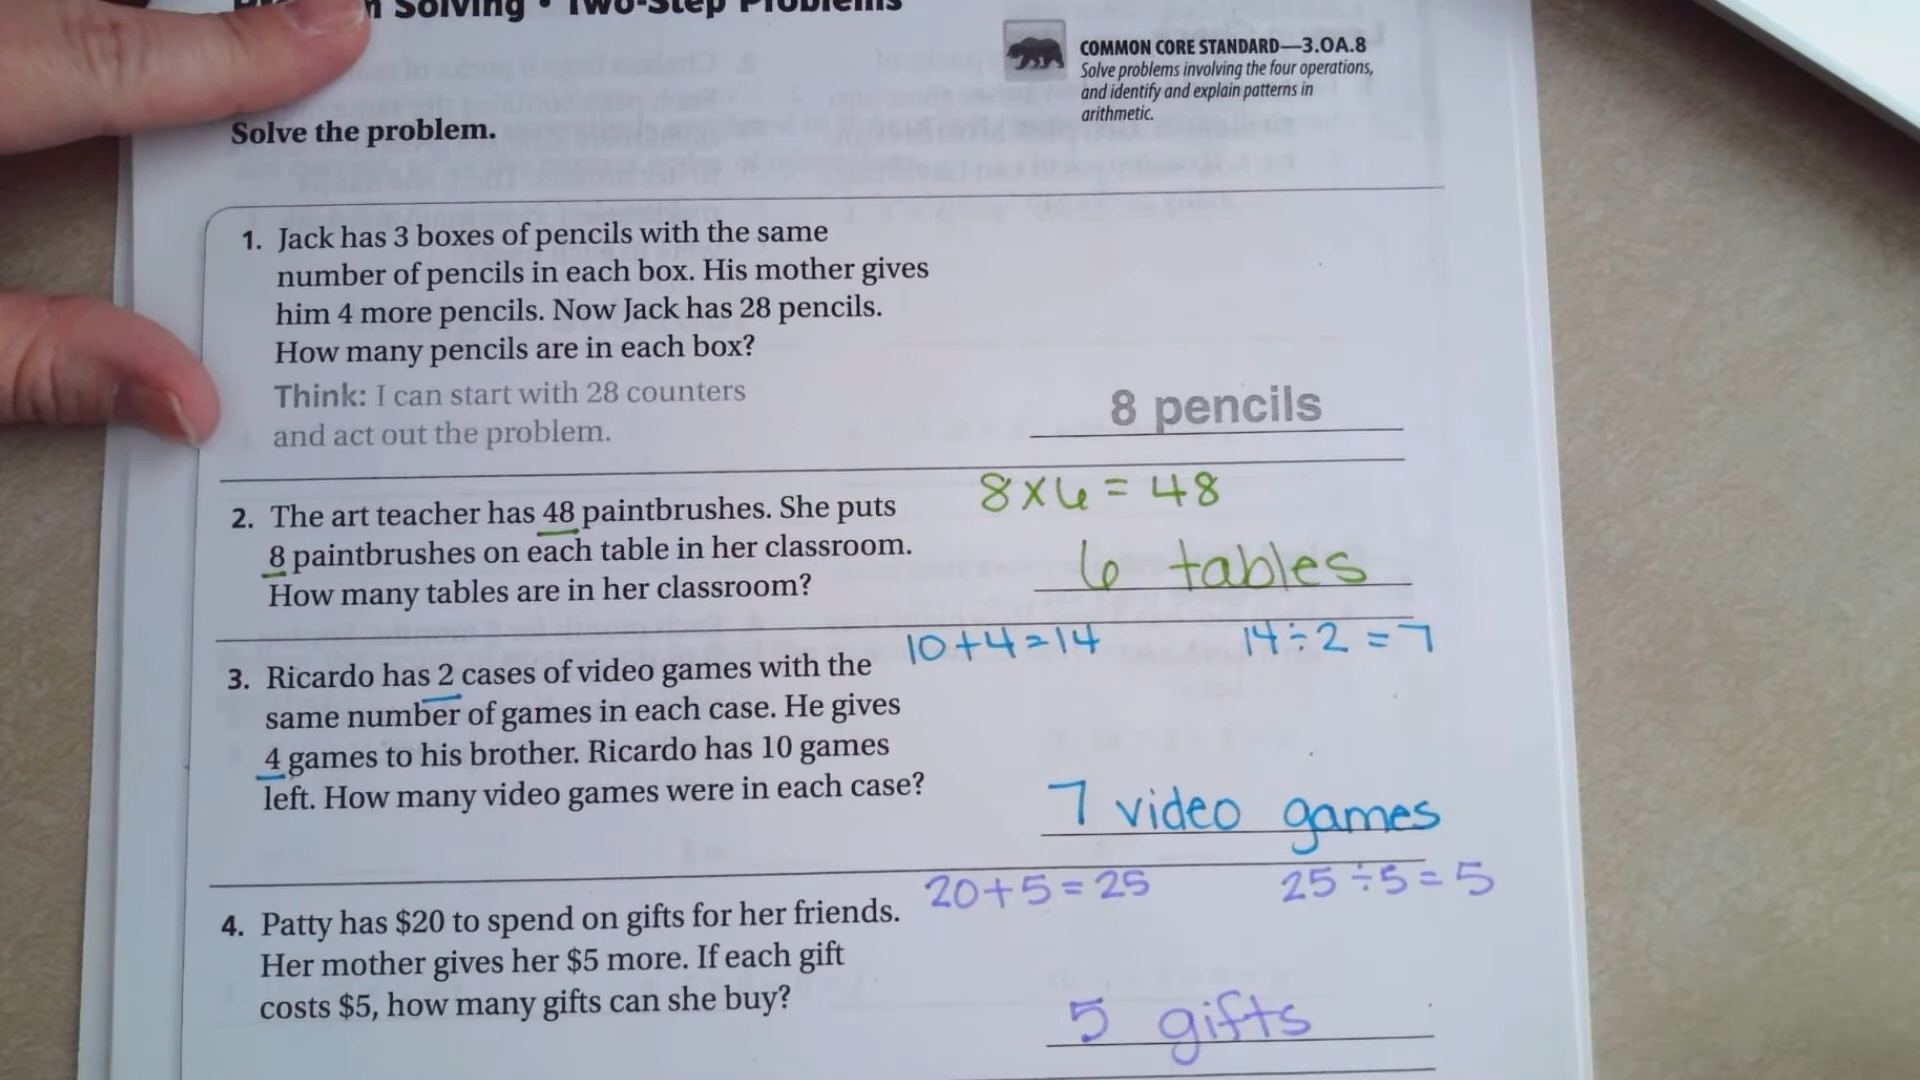 Solving • Two-Step Problems
COMMON CORE STANDARD—3.OA.8
Solve problems involving the four operations,
and identify and explain patterns in
arithmetic.
Solve the problem.
1. Jack has 3 boxes of pencils with the same
number of pencils in each box. His mother gives
him 4 more pencils. Now Jack has 28 pencils.
How many pencils are in each box?
Think: I can start with 28 counters
and act out the problem.
8 pencils
8 x 6 = 48
2. The art teacher has 48 paintbrushes. She puts
8 paintbrushes on each table in her classroom.
How many tables are in her classroom?
6 tables
10+4=14 14÷2=7
3. Ricardo has 2 cases of video games with the
same number of games in each case. He gives
4 games to his brother. Ricardo has 10 games
left. How many video games were in each case?
7 video games
20+5=25 25÷5=5
4. Patty has $20 to spend on gifts for her friends.
Her mother gives her $5 more. If each gift
costs $5, how many gifts can she buy?
5 gifts